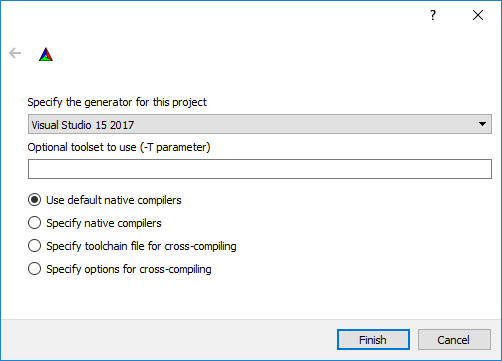 ?
Specify the generator for this project
Visual Studio 15 2017
Optional toolset to use (-T parameter)
Use default native compilers
Specify native compilers
Specify toolchain file for cross-compiling
Specify options for cross-compiling
Finish
Cancel